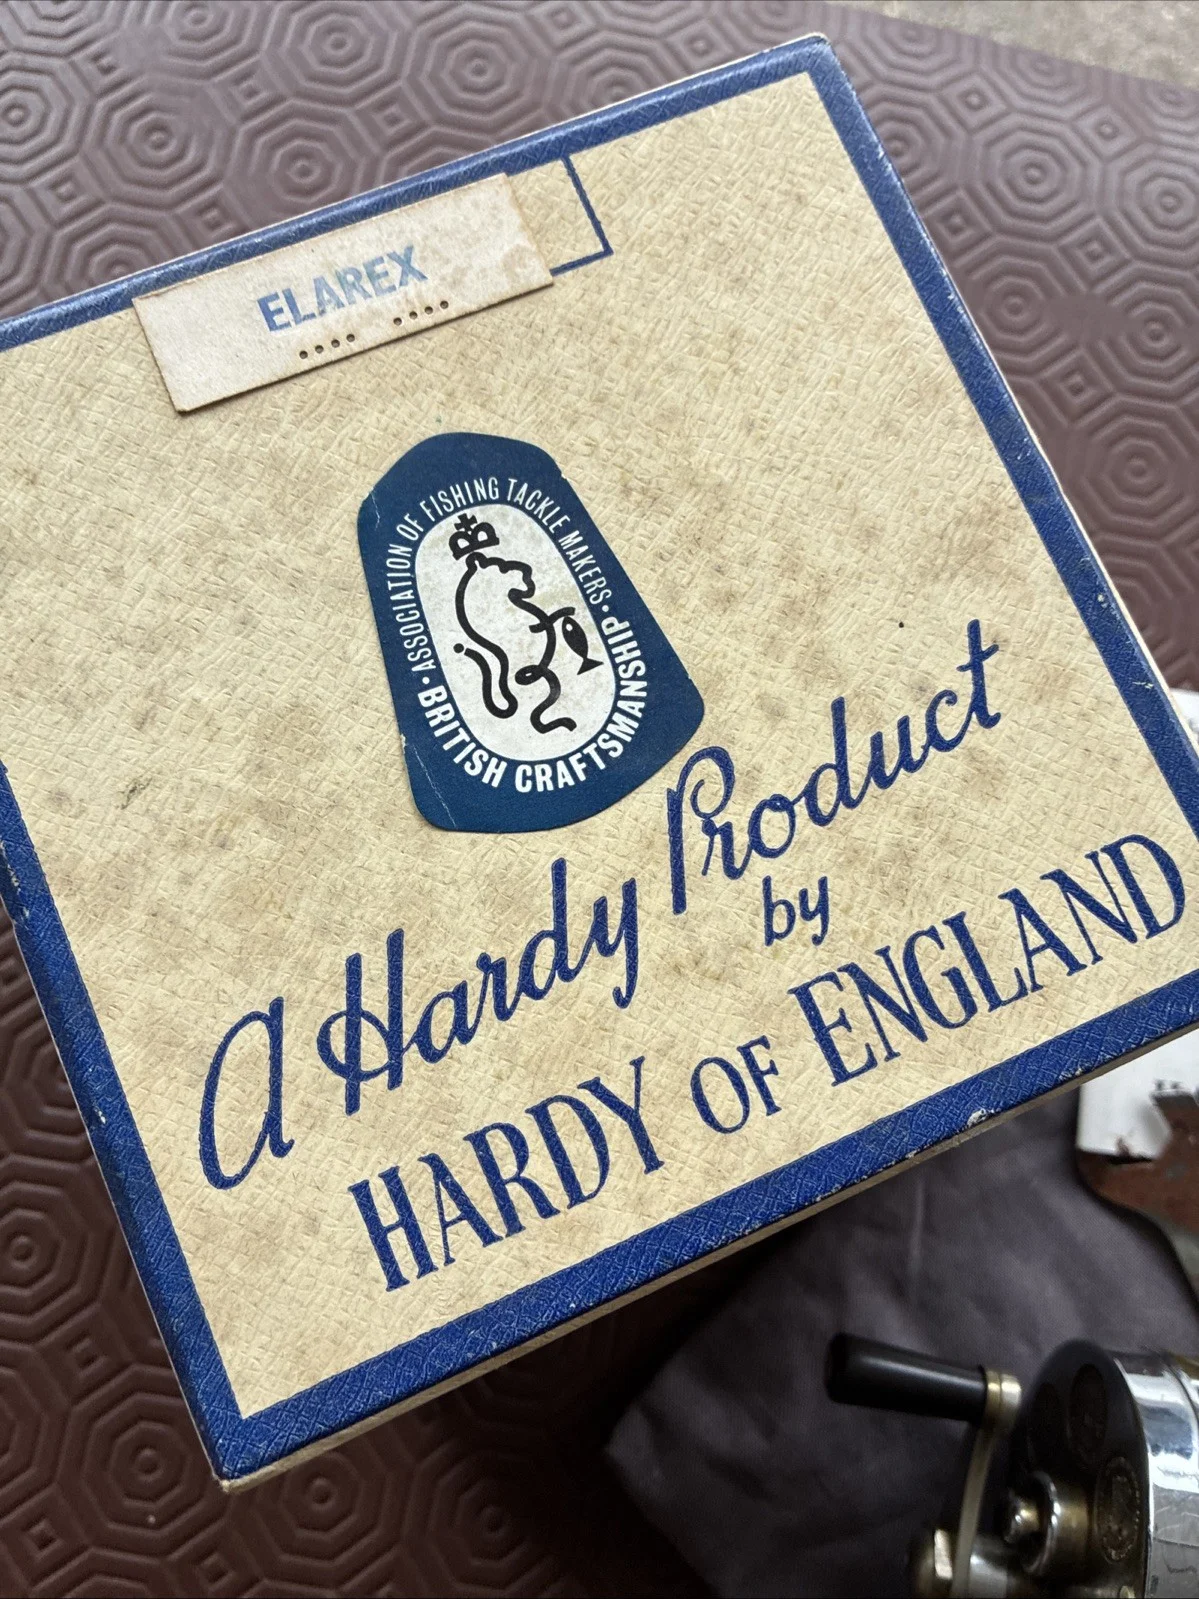 ELAREX
ASSOCIATION OF FISHING TACKLE MAKERS ·
BRITISH CRAFTSMANSHIP ·
A Hardy Product
by
HARDY OF ENGLAND